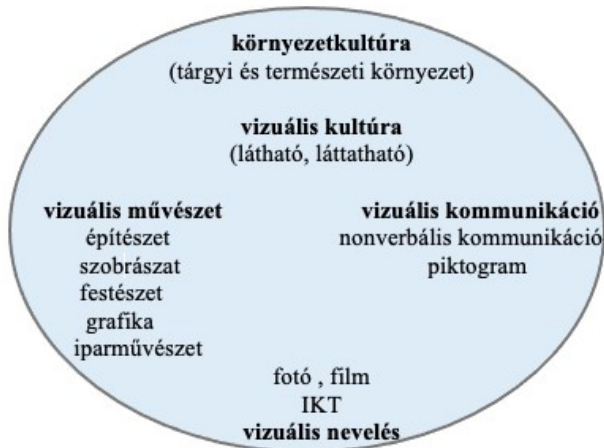 környezetkultúra
(tárgyi és természeti környezet)
vizuális kultúra
(látható, láttatható)
vizuális művészet
építészet
szobrászat
festészet
grafika
iparművészet
vizuális kommunikáció
nonverbális kommunikáció
piktogram
fotó , film
IKT
vizuális nevelés